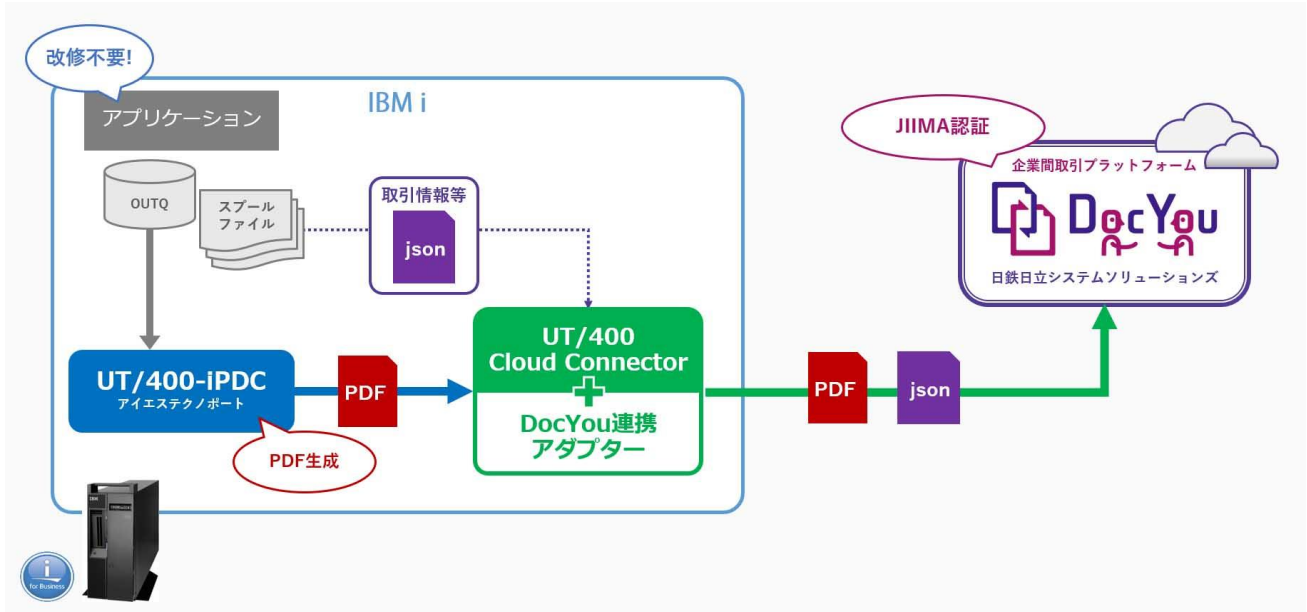 改修不要!
IBM i
アプリケーション
OUTQ
スプール
ファイル
取引情報等
json
UT/400-iPDC
アイエステクノポート
PDF
PDF生成
UT/400
Cloud Connector
DocYou連携
アダプター
PDF
json
JIIMA認証
企業間取引プラットフォーム
DocYou
日鉄日立システムソリューションズ
IBM
i
for Business